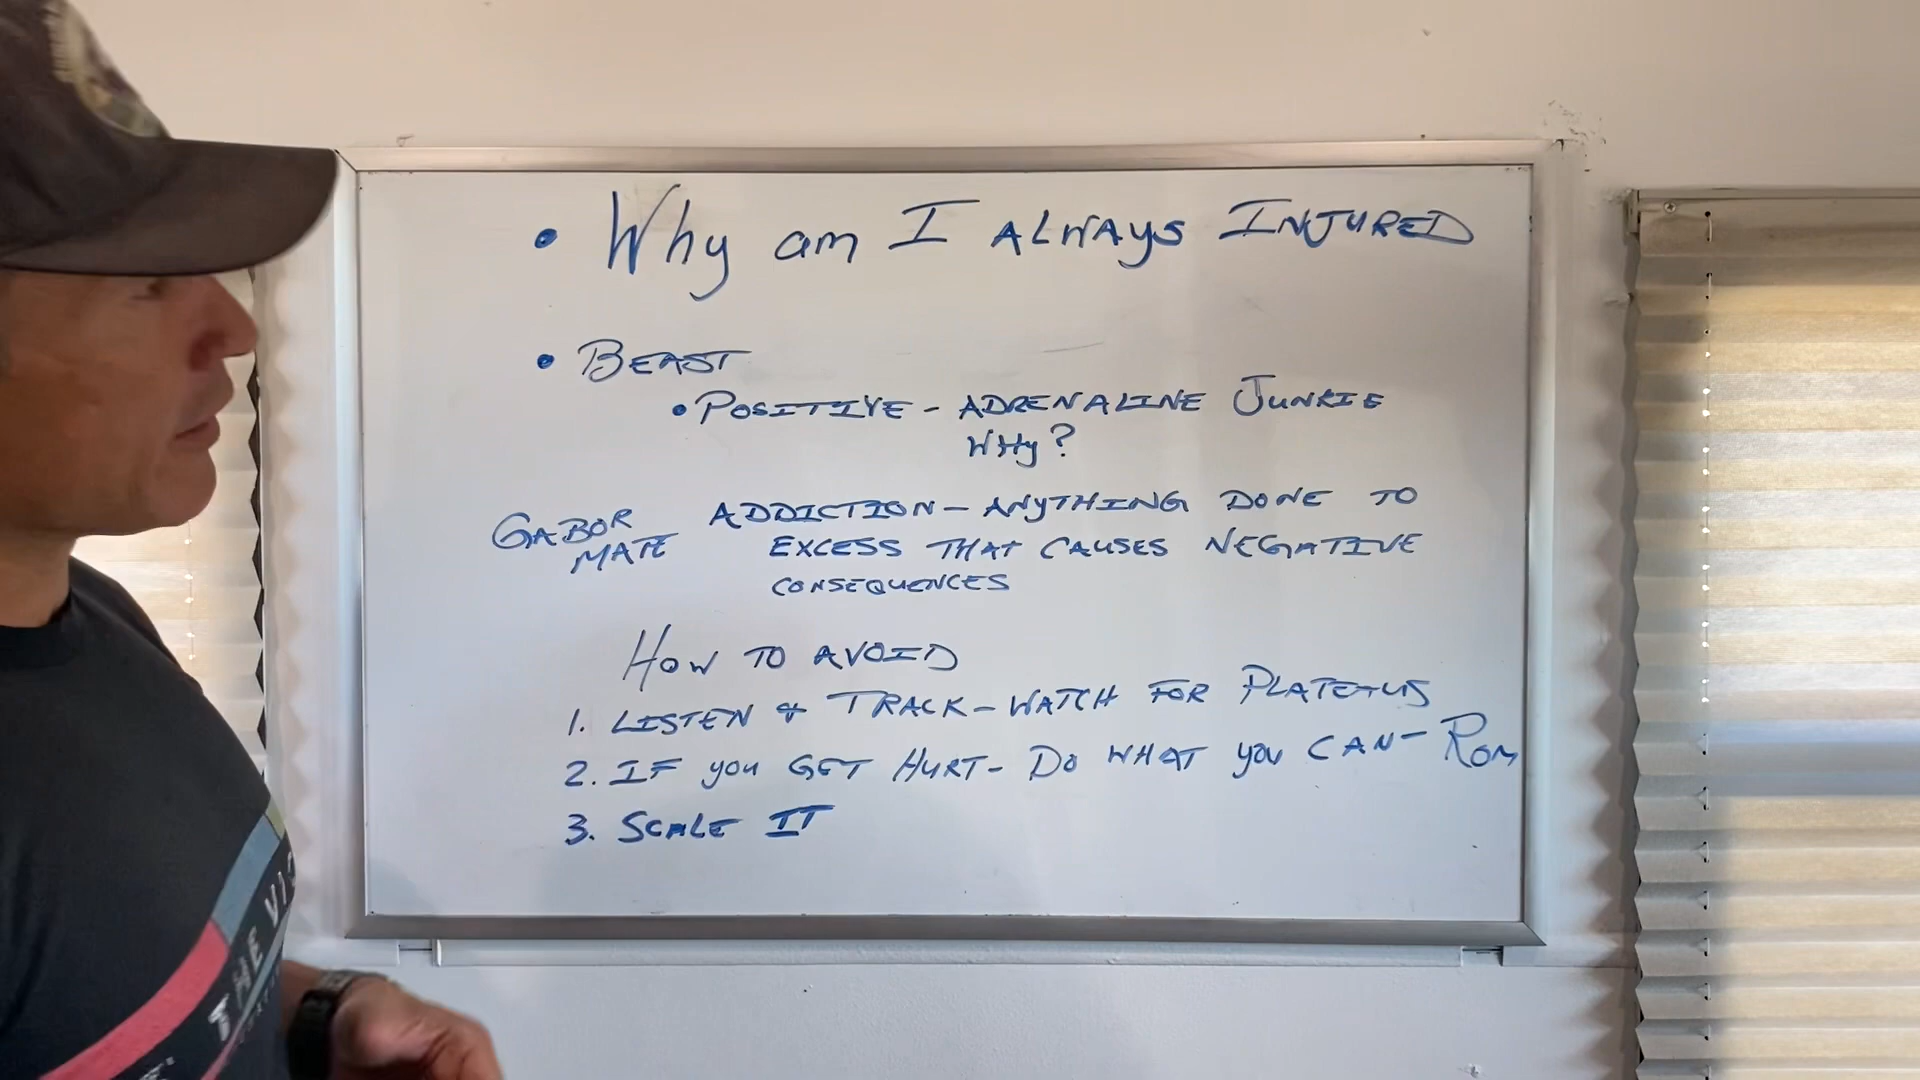 • Why am I ALWAYS INJURED
• BEAST
• POSITIVE - ADRENALINE JUNKIE
WHy?
GABOR MATE
ADDICTION - ANYTHING DONE TO
EXCESS THAT CAUSES NEGATIVE
CONSEQUENCES
HOW TO AVOID
1. LISTEN & TRACK - WATCH FOR PLATEAUS
2. IF you GET HURT - DO WHAT you CAN - ROM
3. SCALE IT
THE